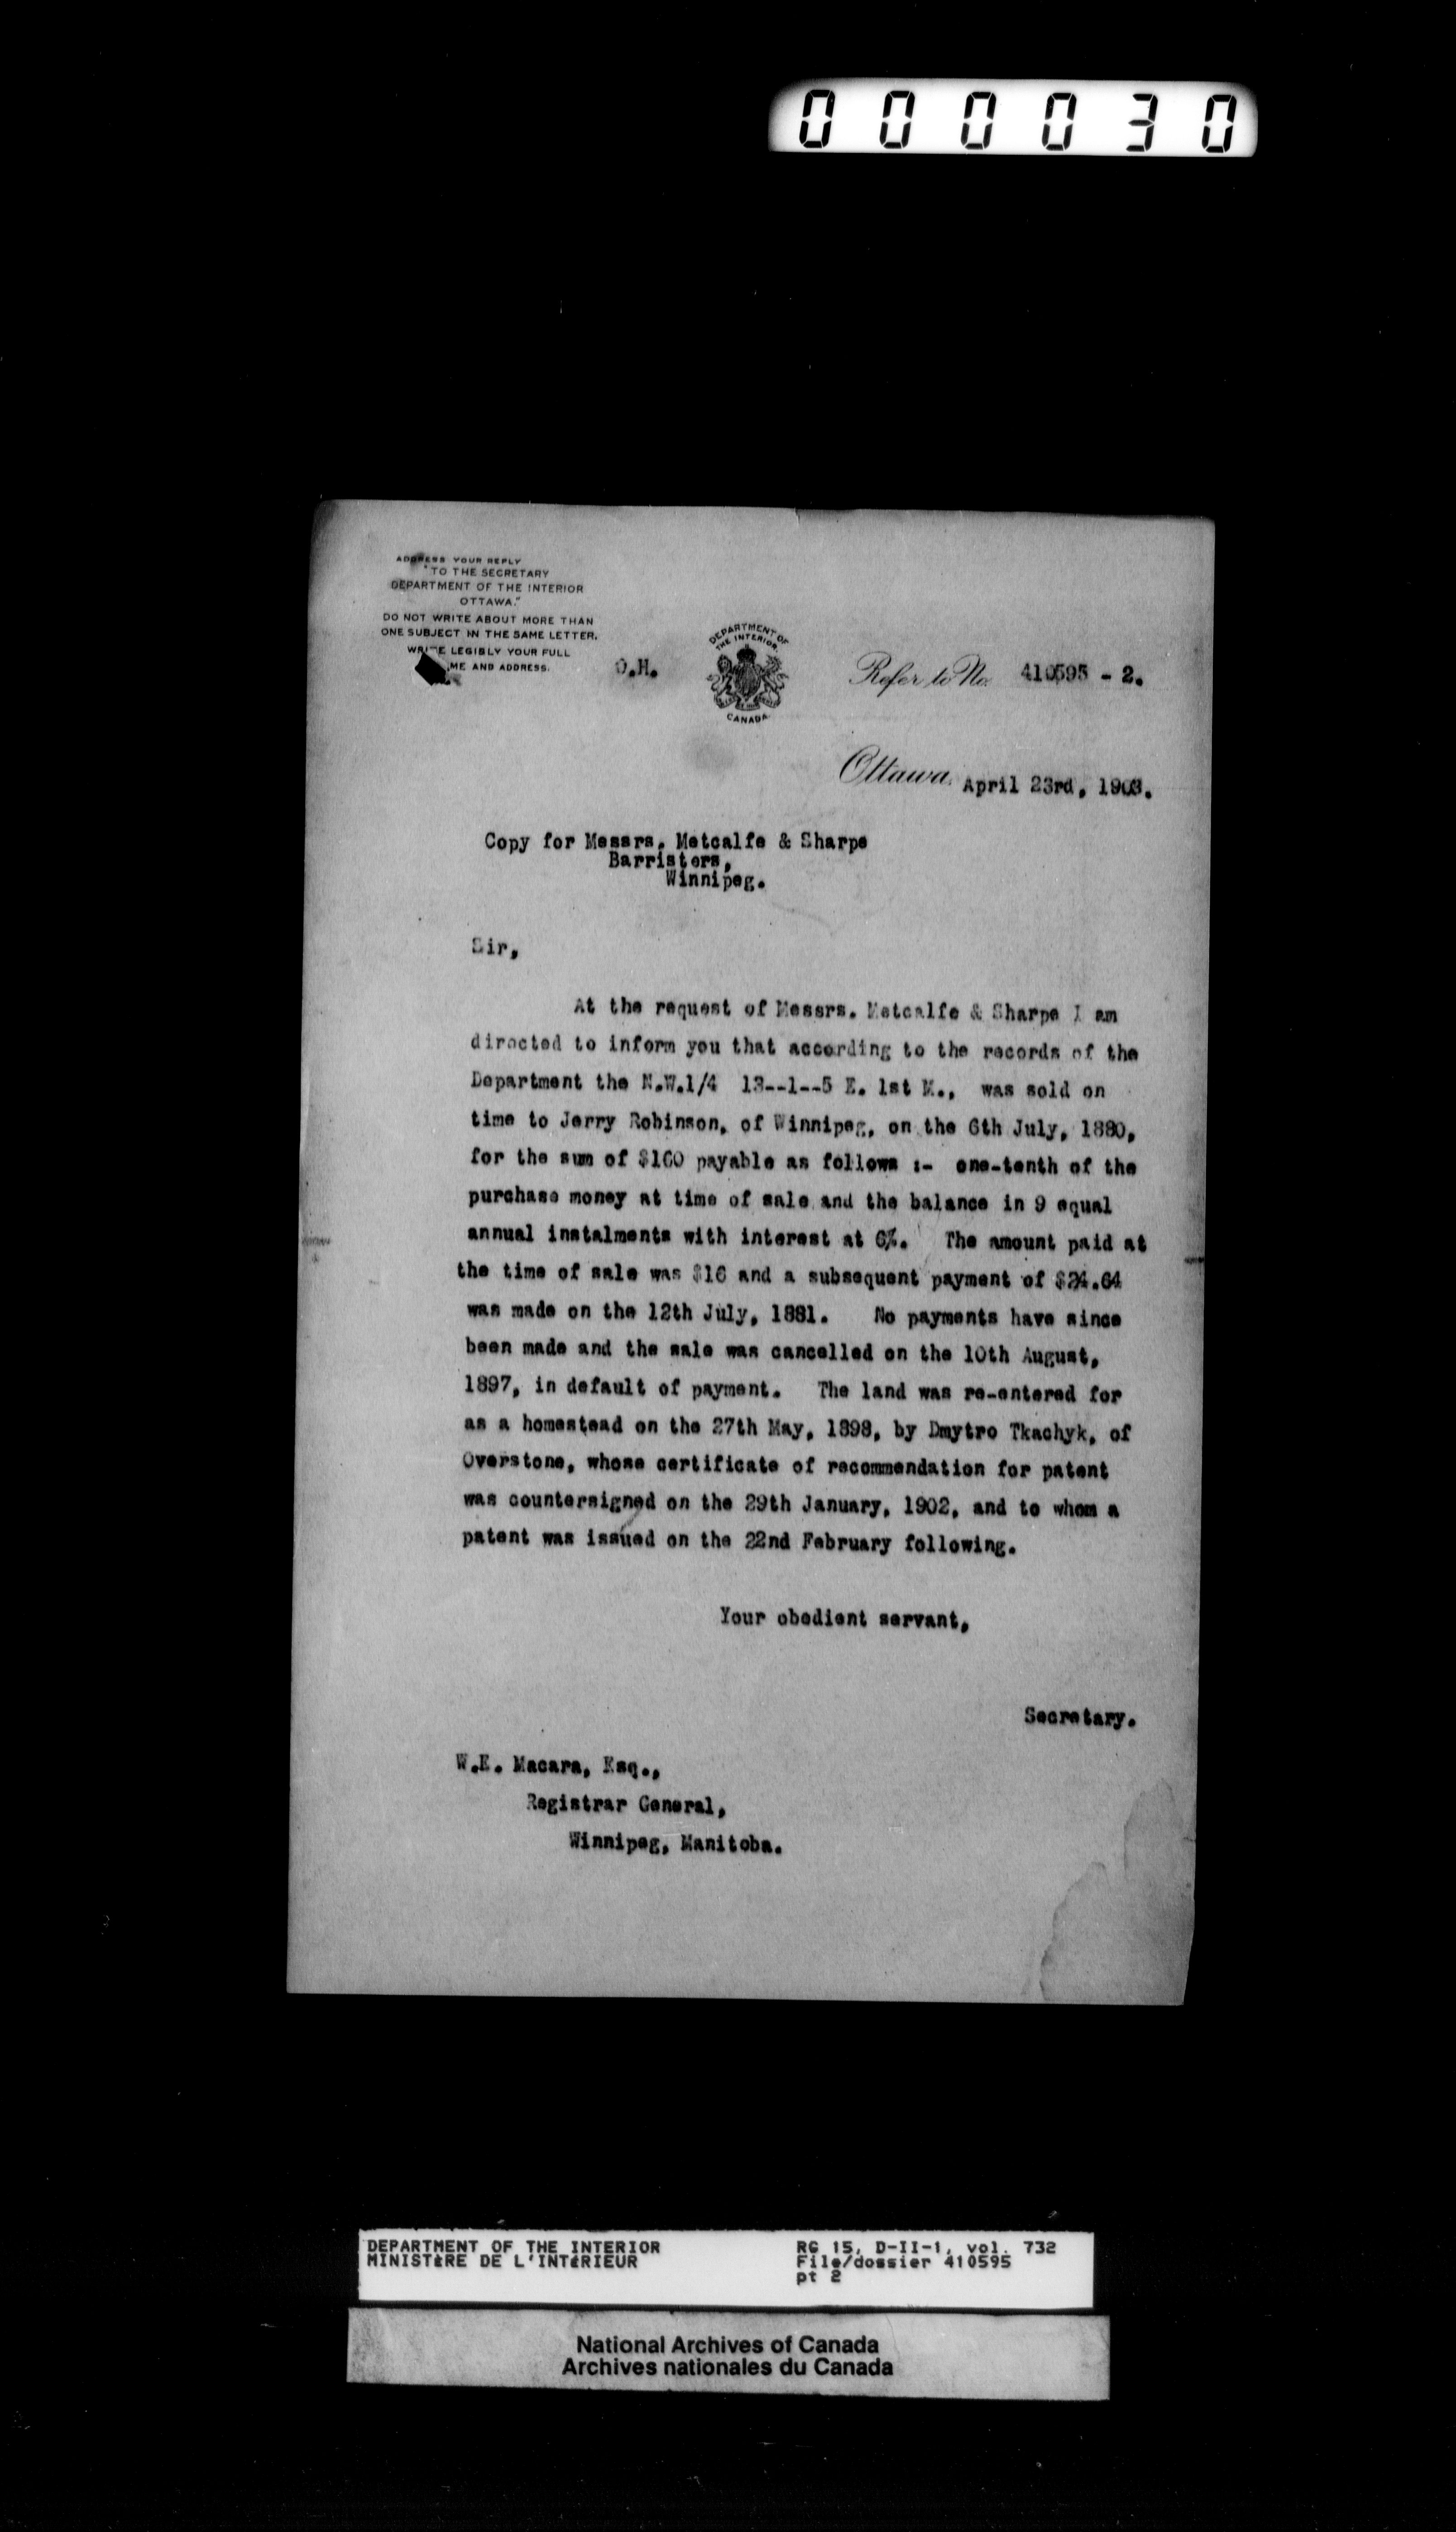 000030
ADDRESS YOUR REPLY
"TO THE SECRETARY
DEPARTMENT OF THE INTERIOR
OTTAWA."
DO NOT WRITE ABOUT MORE THAN
ONE SUBJECT IN THE SAME LETTER.
WRITE LEGIBLY YOUR FULL
ME AND ADDRESS.
O.H.
DEPARTMENT OF
THE INTERIOR.
CANADA
Refer to No. 410595 - 2.
Ottawa, April 23rd, 1903.
Copy for Messrs. Metcalfe & Sharpe
Barristers,
Winnipeg.
Sir,
At the request of Messrs. Metcalfe & Sharpe I am
directed to inform you that according to the records of the
Department the N.W.1/4 13--1--5 E. 1st M., was sold on
time to Jerry Robinson, of Winnipeg, on the 6th July, 1880,
for the sum of $160 payable as follows :- one-tenth of the
purchase money at time of sale and the balance in 9 equal
annual instalments with interest at 6%. The amount paid at
the time of sale was $16 and a subsequent payment of $24.64
was made on the 12th July, 1881. No payments have since
been made and the sale was cancelled on the 10th August,
1897, in default of payment. The land was re-entered for
as a homestead on the 27th May, 1898, by Dmytro Tkachyk, of
Overstone, whose certificate of recommendation for patent
was countersigned on the 29th January, 1902, and to whom a
patent was issued on the 22nd February following.
Your obedient servant,
Secretary.
W.E. Macara, Esq.,
Registrar General,
Winnipeg, Manitoba.
DEPARTMENT OF THE INTERIOR
MINISTèRE DE L'INTéRIEUR
RG 15, D-II-1, vol. 732
File/dossier 410595
pt 2
National Archives of Canada
Archives nationales du Canada